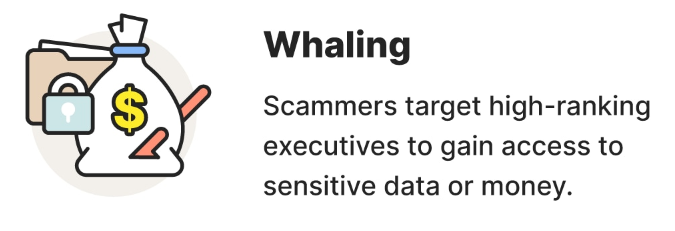 Whaling
$
Scammers target high-ranking
executives to gain access to
sensitive data or money.